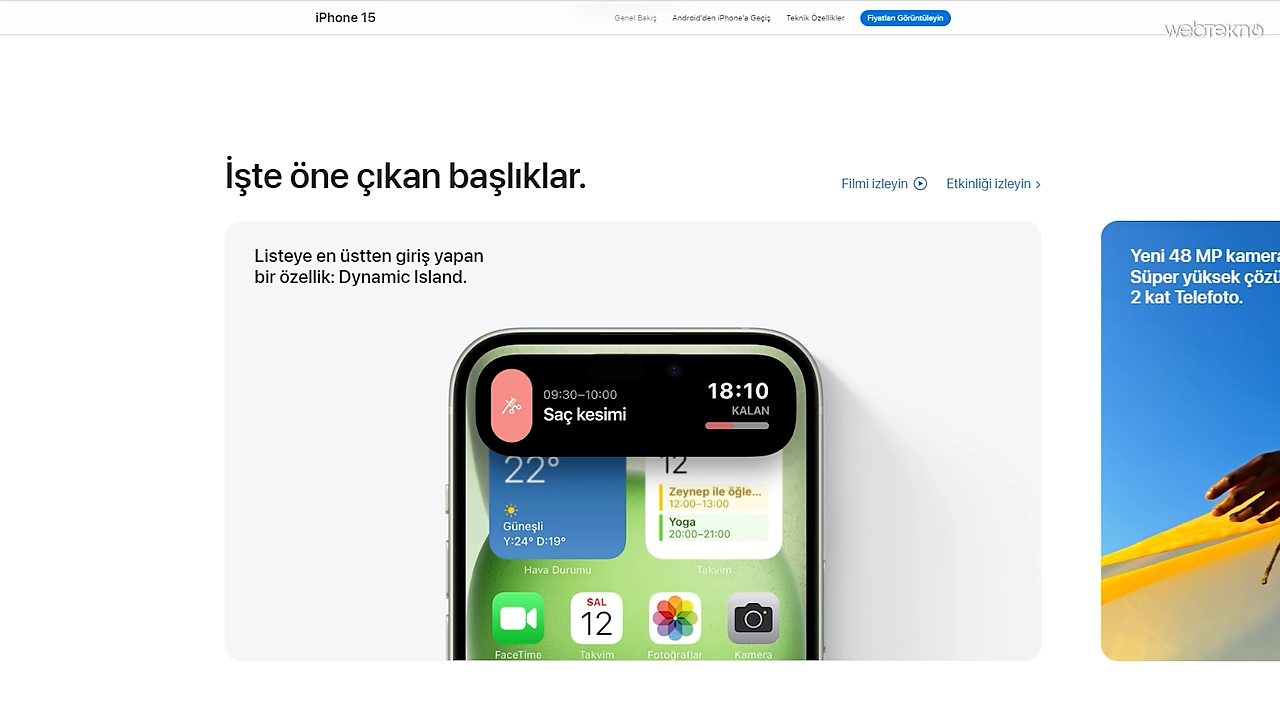 iPhone 15
Genel Bakış
Android'den iPhone'a Geçiş
Teknik Özellikler
Fiyatları Görüntüleyin
webtekno
İşte öne çıkan başlıklar.
Filmi izleyin
Etkinliği izleyin
Listeye en üstten giriş yapan
bir özellik: Dynamic Island.
Yeni 48 MP kamera
Süper yüksek
2 kat Telefoto.
09:30–10:00
Saç kesimi
18:10
KALAN
22°
Güneşli
Y:24° D:19°
Hava Durumu
12
Zeynep ile öğle...
12:00–13:00
Yoga
20:00–21:00
Takvim
FaceTime
SAL
12
Takvim
Fotoğraflar
Kamera